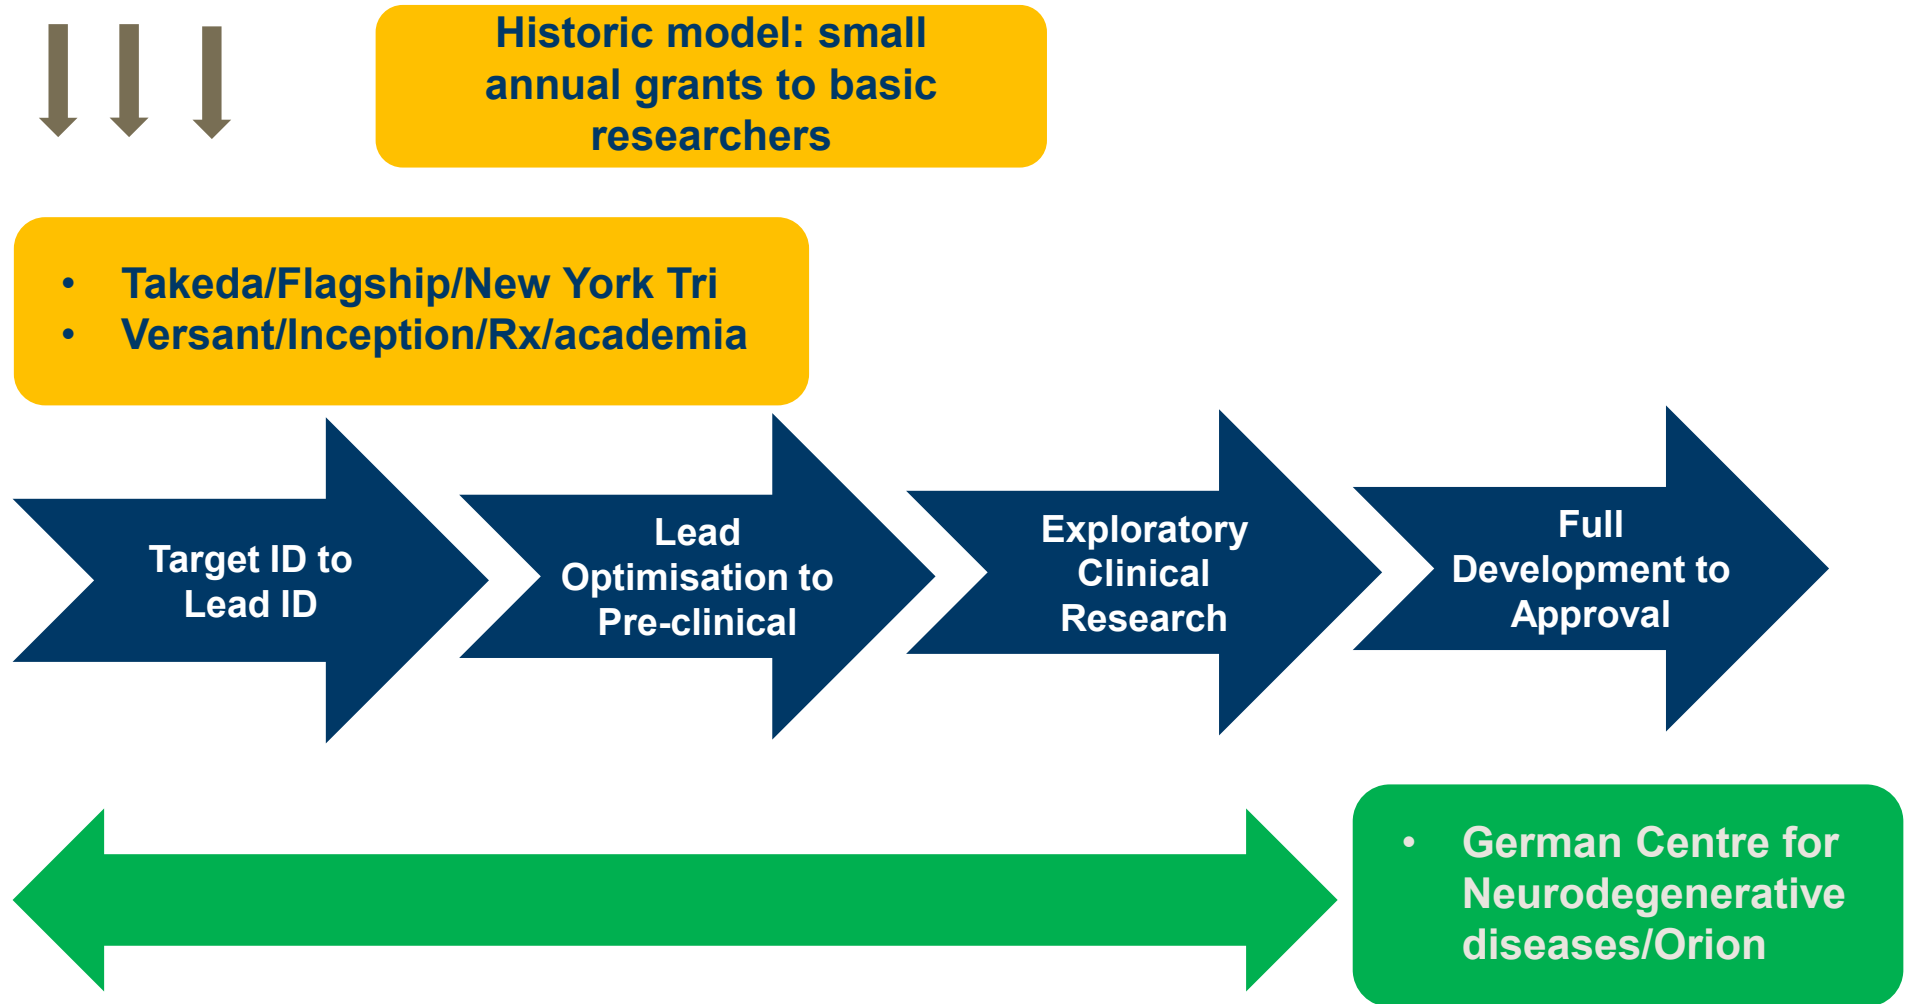 Historic model: small
annual grants to basic
researchers
• Takeda/Flagship/New York Tri
• Versant/Inception/Rx/academia
Target ID to
Lead ID
Lead
Optimisation to
Pre-clinical
Exploratory
Clinical
Research
Full
Development to
Approval
• German Centre for
Neurodegenerative
diseases/Orion